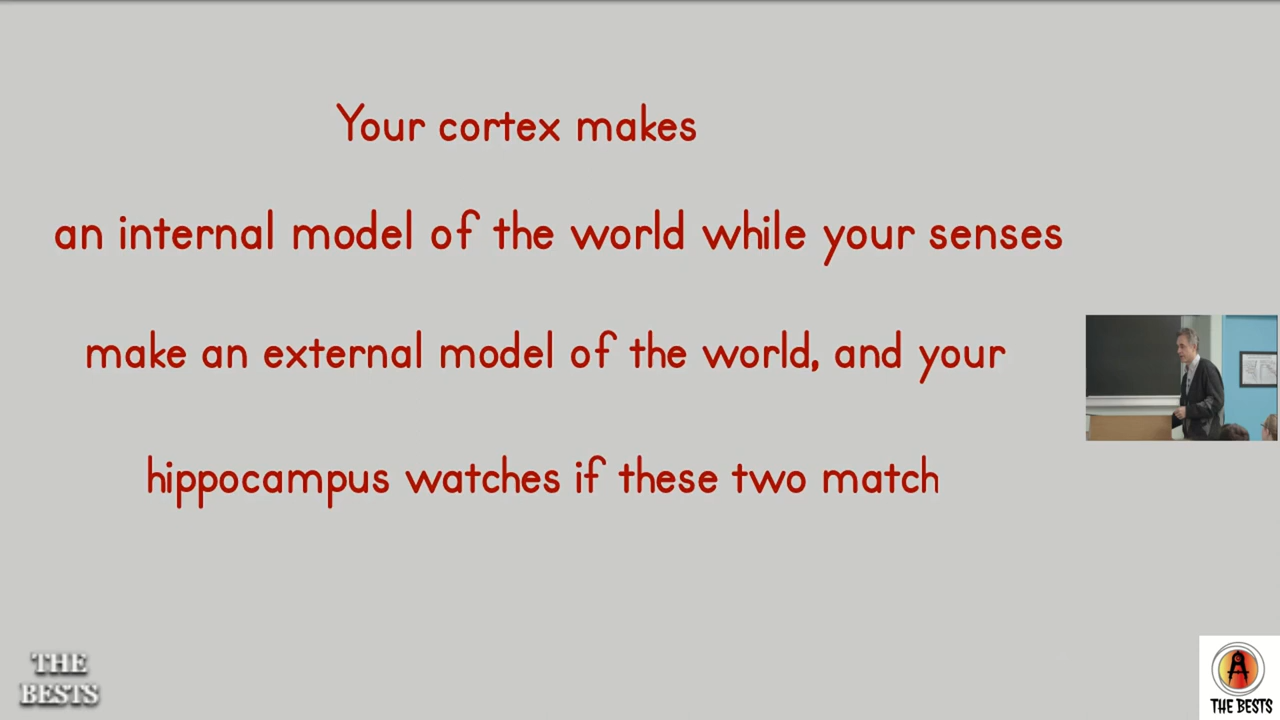 Your cortex makes
an internal model of the world while your senses
make an external model of the world, and your
hippocampus watches if these two match
THE
BESTS
THE BESTS